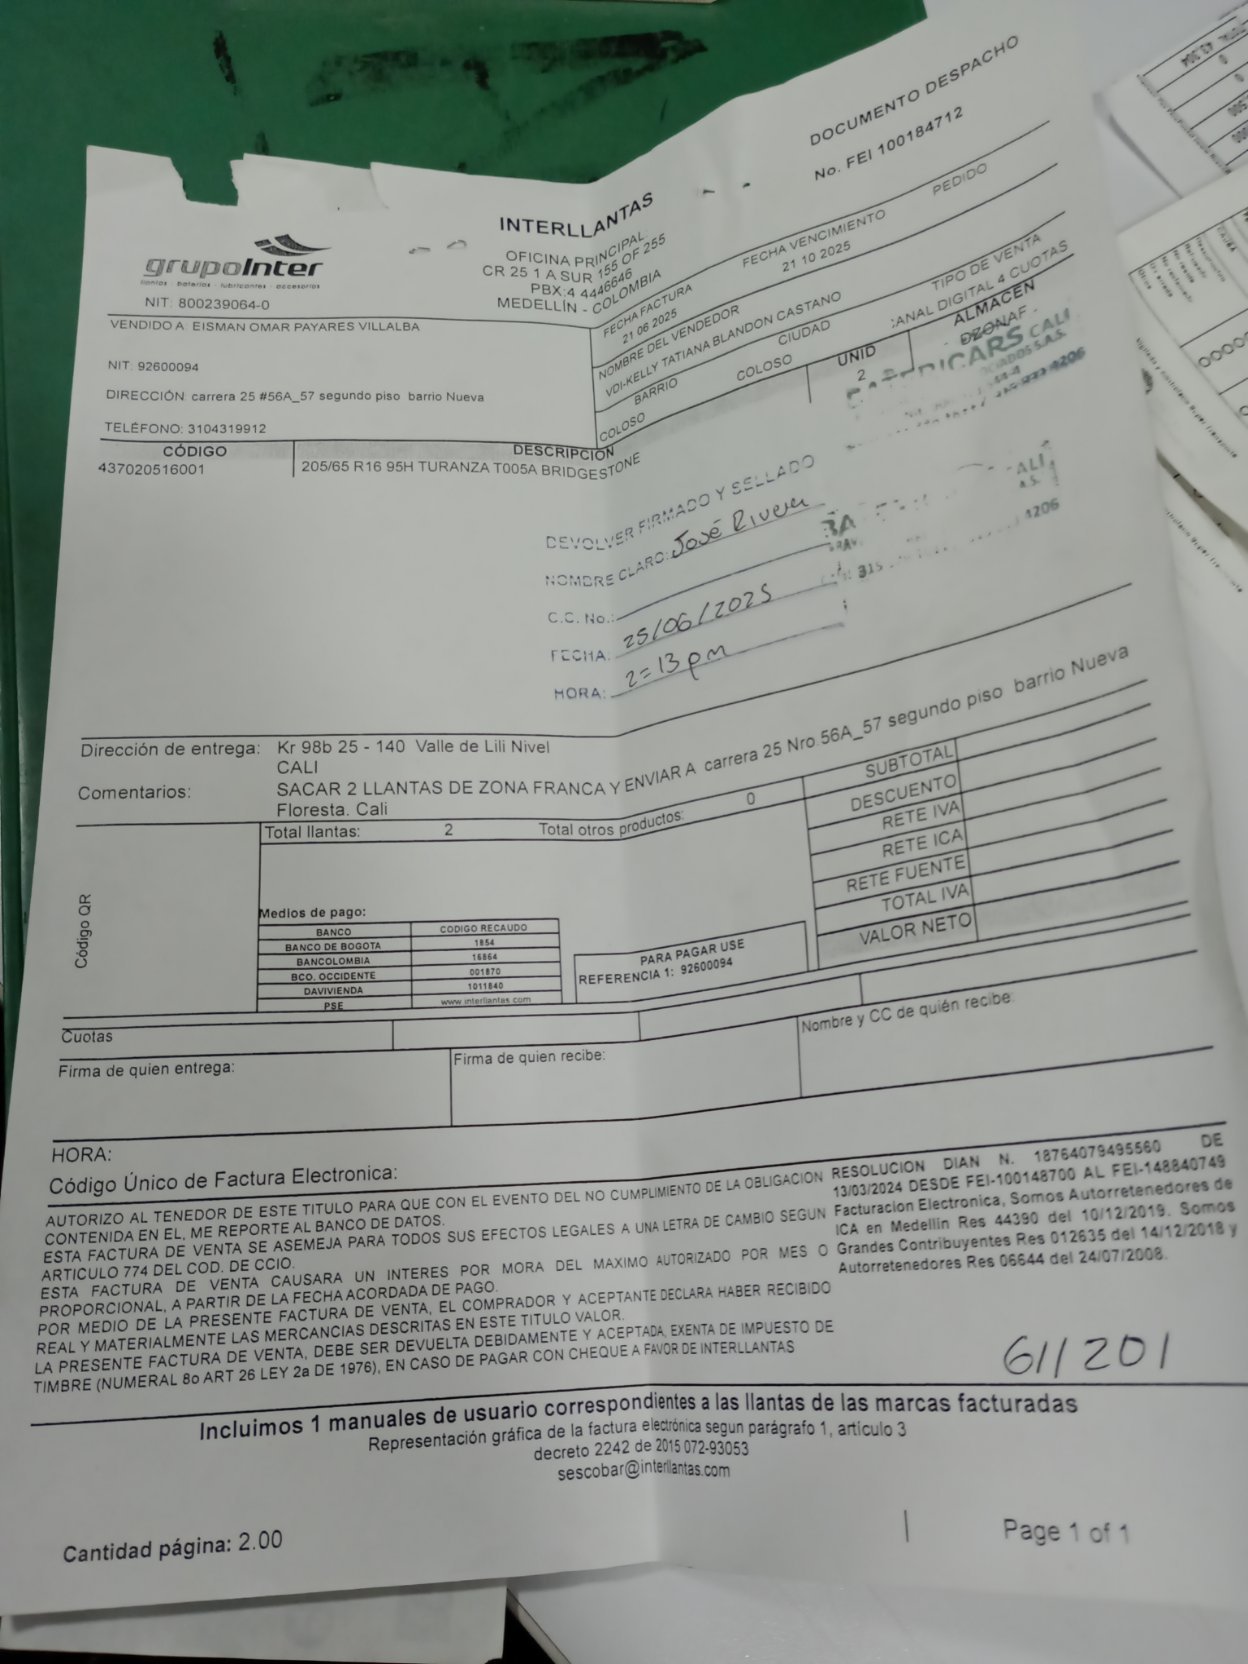 DOCUMENTO DESPACHO
No. FEI 100184712
INTERLLANTAS
OFICINA PRINCIPAL
CR 25 1 A SUR 155 OF 255
PBX:4 4446646
MEDELLÍN - COLOMBIA
grupoInter
llantas - baterías - lubricantes - accesorios
NIT: 800239064-0
FECHA FACTURA
21 06 2025
FECHA VENCIMIENTO
21 10 2025
PEDIDO
VENDIDO A: EISMAN OMAR PAYARES VILLALBA
NIT: 92600094
DIRECCIÓN: carrera 25 #56A_57 segundo piso barrio Nueva
TELÉFONO: 3104319912
NOMBRE DEL VENDEDOR
VDI-KELLY TATIANA BLANDON CASTANO
TIPO DE VENTA
CANAL DIGITAL 4 CUOTAS
BARRIO
COLOSO
CIUDAD
COLOSO
UNID
2
ALMACEN
OZONAF
CALI
CÓDIGO
DESCRIPCIÓN
437020516001
205/65 R16 95H TURANZA T005A BRIDGESTONE
DEVOLVER FIRMADO Y SELLADO
NOMBRE CLARO: José Rivera
C.C. No.:
FECHA: 25/06/2025
HORA: 2=13 pm
Dirección de entrega: Kr 98b 25 - 140 Valle de Lili Nivel
CALI
Comentarios: SACAR 2 LLANTAS DE ZONA FRANCA Y ENVIAR A carrera 25 Nro.56A_57 segundo piso barrio Nueva
Floresta. Cali
Total llantas: 2 Total otros productos: 0
SUBTOTAL
DESCUENTO
RETE IVA
RETE ICA
RETE FUENTE
TOTAL IVA
VALOR NETO
Código QR
Medios de pago:
BANCO CODIGO RECAUDO
BANCO DE BOGOTA 1854
BANCOLOMBIA 16864
BCO. OCCIDENTE 001870
DAVIVIENDA 1011840
PSE www.interllantas.com
PARA PAGAR USE
REFERENCIA 1: 92600094
Cuotas
Firma de quien entrega:
Firma de quien recibe:
Nombre y CC de quién recibe:
HORA:
Código Único de Factura Electronica:
AUTORIZO AL TENEDOR DE ESTE TITULO PARA QUE CON EL EVENTO DEL NO CUMPLIMIENTO DE LA OBLIGACION
CONTENIDA EN EL, ME REPORTE AL BANCO DE DATOS.
ESTA FACTURA DE VENTA SE ASEMEJA PARA TODOS SUS EFECTOS LEGALES A UNA LETRA DE CAMBIO SEGUN
ARTICULO 774 DEL COD. DE CCIO.
ESTA FACTURA DE VENTA CAUSARA UN INTERES POR MORA DEL MAXIMO AUTORIZADO POR MES O
PROPORCIONAL, A PARTIR DE LA FECHA ACORDADA DE PAGO.
POR MEDIO DE LA PRESENTE FACTURA DE VENTA, EL COMPRADOR Y ACEPTANTE DECLARA HABER RECIBIDO
REAL Y MATERIALMENTE LAS MERCANCIAS DESCRITAS EN ESTE TITULO VALOR.
LA PRESENTE FACTURA DE VENTA, DEBE SER DEVUELTA DEBIDAMENTE Y ACEPTADA, EXENTA DE IMPUESTO DE
TIMBRE (NUMERAL 8o ART 26 LEY 2a DE 1976), EN CASO DE PAGAR CON CHEQUE A FAVOR DE INTERLLANTAS
RESOLUCION DIAN N. 18764079495560 DE
13/03/2024 DESDE FEI-100148700 AL FEI-148840749
Facturacion Electronica, Somos Autorretenedores de
ICA en Medellin Res 44390 del 10/12/2019. Somos
Grandes Contribuyentes Res 012635 del 14/12/2018 y
Autorretenedores Res 06644 del 24/07/2008.
611201
Incluimos 1 manuales de usuario correspondientes a las llantas de las marcas facturadas
Representación gráfica de la factura electrónica segun parágrafo 1, artículo 3
decreto 2242 de 2015 072-93053
sescobar@interllantas.com
Cantidad página: 2.00
Page 1 of 1